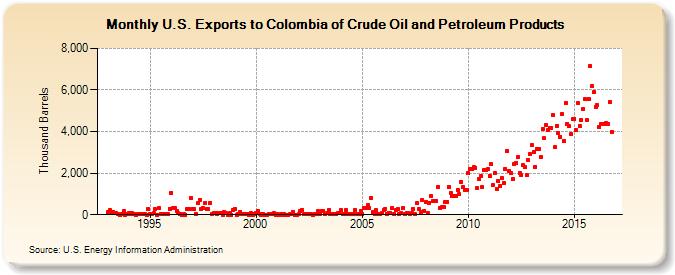 Monthly U.S. Exports to Colombia of Crude Oil and Petroleum Products
Thousand Barrels
8,000
6,000
4,000
2,000
0
1995 2000 2005 2010 2015
Source: U.S. Energy Information Administration